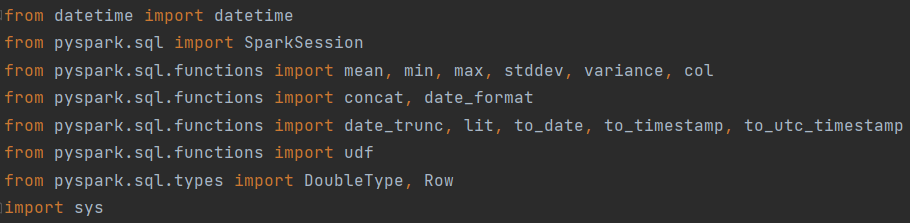 from datetime import datetime
from pyspark.sql import SparkSession
from pyspark.sql.functions import mean, min, max, stddev, variance, col
from pyspark.sql.functions import concat, date_format
from pyspark.sql.functions import date_trunc, lit, to_date, to_timestamp, to_utc_timestamp
from pyspark.sql.functions import udf
from pyspark.sql.types import DoubleType, Row
import sys